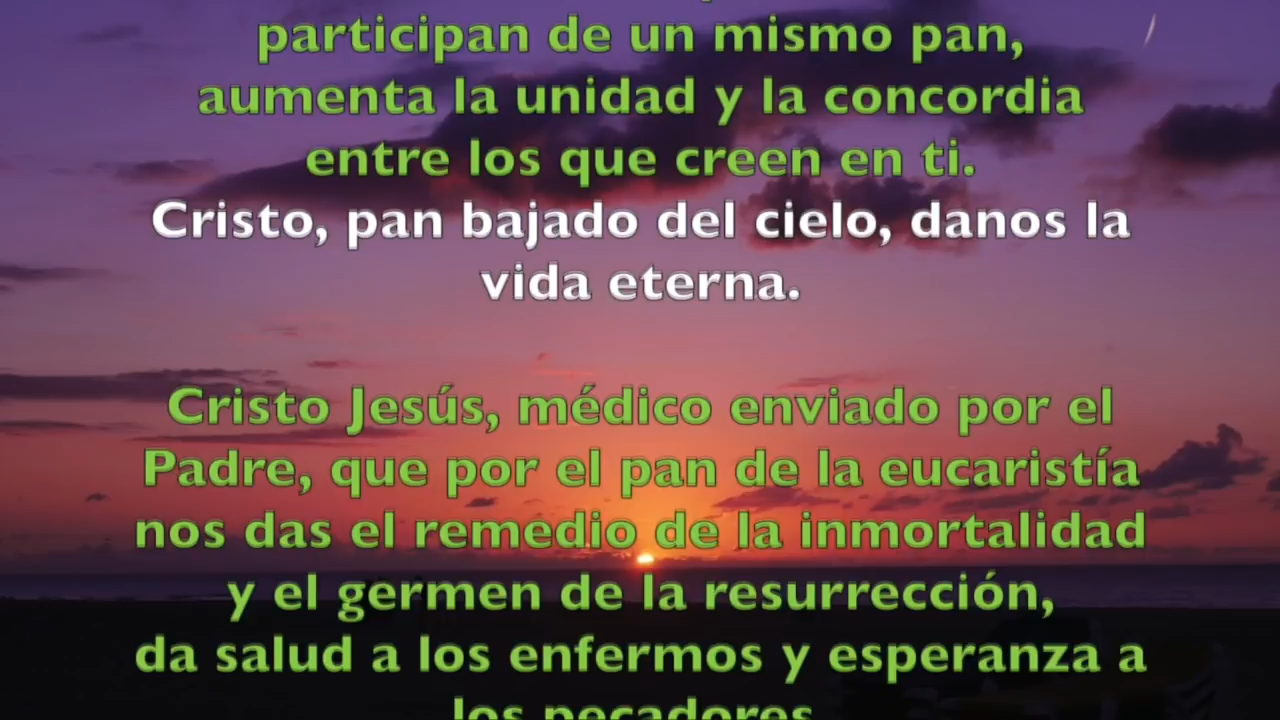 participan de un mismo pan,
aumenta la unidad y la concordia
entre los que creen en ti.
Cristo, pan bajado del cielo, danos la
vida eterna.
Cristo Jesús, médico enviado por el
Padre, que por el pan de la eucaristía
nos das el remedio de la inmortalidad
y el germen de la resurrección,
da salud a los enfermos y esperanza a
los pecadores.